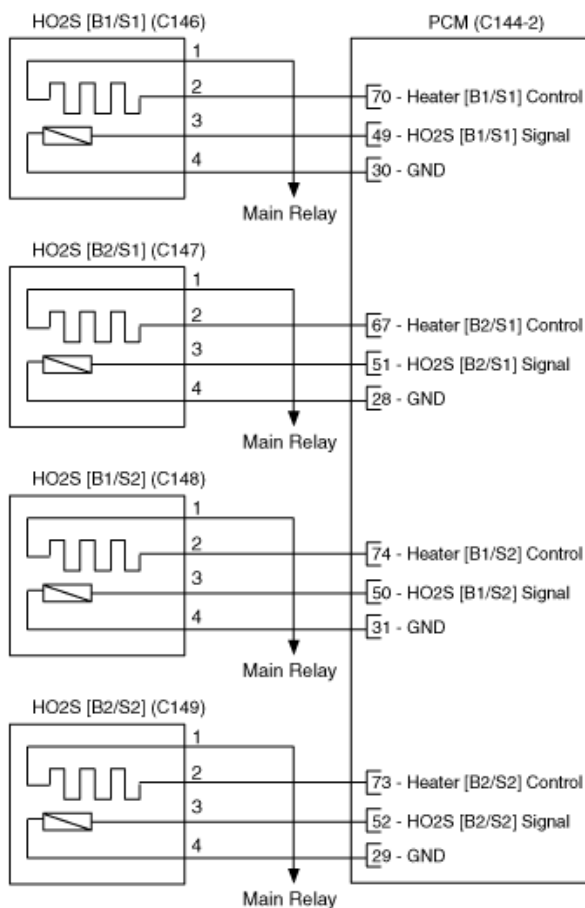 HO2S [B1/S1] (C146)
PCM (C144-2)
1
2
70 - Heater [B1/S1] Control
3
49 - HO2S [B1/S1] Signal
4
30 - GND
Main Relay
HO2S [B2/S1] (C147)
1
2
67 - Heater [B2/S1] Control
3
51 - HO2S [B2/S1] Signal
4
28 - GND
Main Relay
HO2S [B1/S2] (C148)
1
2
74 - Heater [B1/S2] Control
3
50 - HO2S [B1/S2] Signal
4
31 - GND
Main Relay
HO2S [B2/S2] (C149)
1
2
73 - Heater [B2/S2] Control
3
52 - HO2S [B2/S2] Signal
4
29 - GND
Main Relay